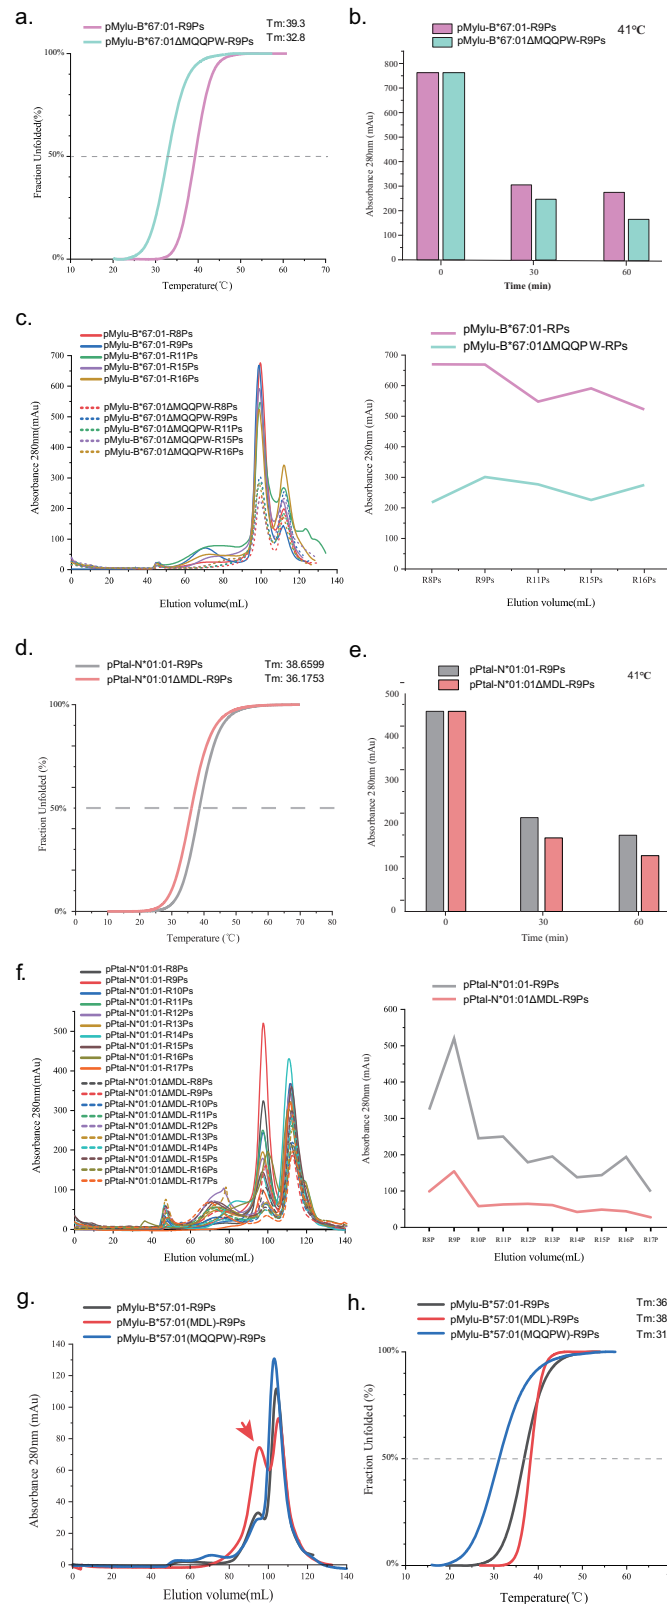 a.
pMylu-B*67:01-R9Ps Tm:39.3
pMylu-B*67:01ΔMQQPW-R9Ps Tm:32.8
Fraction Unfolded(%)
100%
50%
0%
10 20 30 40 50 60 70
Temperature(℃)
b.
pMylu-B*67:01-R9Ps 41℃
pMylu-B*67:01ΔMQQPW-R9Ps
Absorbance 280nm (mAu)
800
700
600
500
400
300
200
100
0
0 30 60
Time (min)
c.
pMylu-B*67:01-R8Ps
pMylu-B*67:01-R9Ps
pMylu-B*67:01-R11Ps
pMylu-B*67:01-R15Ps
pMylu-B*67:01-R16Ps
pMylu-B*67:01ΔMQQPW-R8Ps
pMylu-B*67:01ΔMQQPW-R9Ps
pMylu-B*67:01ΔMQQPW-R11Ps
pMylu-B*67:01ΔMQQPW-R15Ps
pMylu-B*67:01ΔMQQPW-R16Ps
Absorbance 280nm(mAu)
700
600
500
400
300
200
100
0
0 20 40 60 80 100 120 140
Elution volume(mL)
pMylu-B*67:01-RPs
pMylu-B*67:01ΔMQQPW-RPs
Absorbance 280nm (mAu)
700
600
500
400
300
200
100
0
R8Ps R9Ps R11Ps R15Ps R16Ps
Elution volume(mL)
d.
pPtal-N*01:01-R9Ps Tm: 38.6599
pPtal-N*01:01ΔMDL-R9Ps Tm: 36.1753
Fraction Unfolded (%)
100%
50%
0%
0 10 20 30 40 50 60 70 80
Temperature (℃)
e.
pPtal-N*01:01-R9Ps 41℃
pPtal-N*01:01ΔMDL-R9Ps
Absorbance 280nm (mAu)
500
400
300
200
100
0
0 30 60
Time (min)
f.
pPtal-N*01:01-R8Ps
pPtal-N*01:01-R9Ps
pPtal-N*01:01-R10Ps
pPtal-N*01:01-R11Ps
pPtal-N*01:01-R12Ps
pPtal-N*01:01-R13Ps
pPtal-N*01:01-R14Ps
pPtal-N*01:01-R15Ps
pPtal-N*01:01-R16Ps
pPtal-N*01:01-R17Ps
pPtal-N*01:01ΔMDL-R8Ps
pPtal-N*01:01ΔMDL-R9Ps
pPtal-N*01:01ΔMDL-R10Ps
pPtal-N*01:01ΔMDL-R11Ps
pPtal-N*01:01ΔMDL-R12Ps
pPtal-N*01:01ΔMDL-R13Ps
pPtal-N*01:01ΔMDL-R14Ps
pPtal-N*01:01ΔMDL-R15Ps
pPtal-N*01:01ΔMDL-R16Ps
pPtal-N*01:01ΔMDL-R17Ps
Absorbance 280nm(mAu)
500
400
300
200
100
0
0 20 40 60 80 100 120 140
Elution volume(mL)
pPtal-N*01:01-R9Ps
pPtal-N*01:01ΔMDL-R9Ps
Absorbance 280nm (mAu)
600
500
400
300
200
100
0
R8P R9P R10P R11P R12P R13P R14P R15P R16P R17P
Elution volume(mL)
g.
pMylu-B*57:01-R9Ps
pMylu-B*57:01(MDL)-R9Ps
pMylu-B*57:01(MQQPW)-R9Ps
Absorbance 280nm (mAu)
140
120
100
80
60
40
20
0
0 20 40 60 80 100 120 140
Elution volume(mL)
h.
pMylu-B*57:01-R9Ps Tm:36
pMylu-B*57:01(MDL)-R9Ps Tm:38
pMylu-B*57:01(MQQPW)-R9Ps Tm:31
Fraction Unfolded (%)
100%
50%
0%
10 20 30 40 50 60
Temperature(℃)